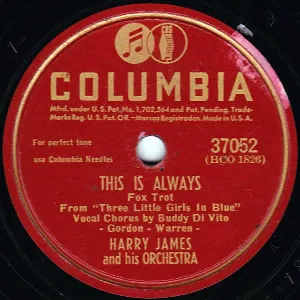 COLUMBIA
Mfrd. under U.S. Pat. No. 1,702,564 and Pat. Pending. Trade-
Marks Reg. U.S. Pat. Off. - Marcas Registradas. Made in U.S.A.
For perfect tone
use Columbia Needles
37052
(HCO 1826)
THIS IS ALWAYS
Fox Trot
From "Three Little Girls In Blue"
Vocal Chorus by Buddy Di Vito
- Gordon - Warren -
HARRY JAMES
and his ORCHESTRA